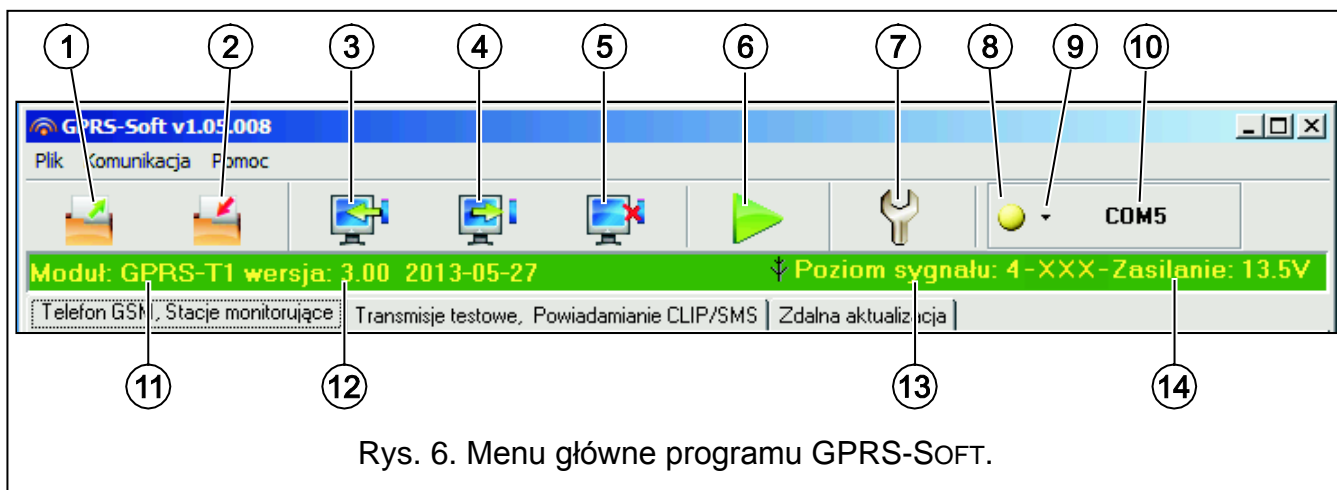 1 2 3 4 5 6 7 8 9 10
GPRS-Soft v1.05.008
Plik Komunikacja Pomoc
COM5
Moduł: GPRS-T1 wersja: 3.00 2013-05-27 Poziom sygnału: 4-XXX-Zasilanie: 13.5V
Telefon GSM, Stacje monitorujące Transmisje testowe, Powiadamianie CLIP/SMS Zdalna aktualizacja
11 12 13 14
Rys. 6. Menu główne programu GPRS-SOFT.